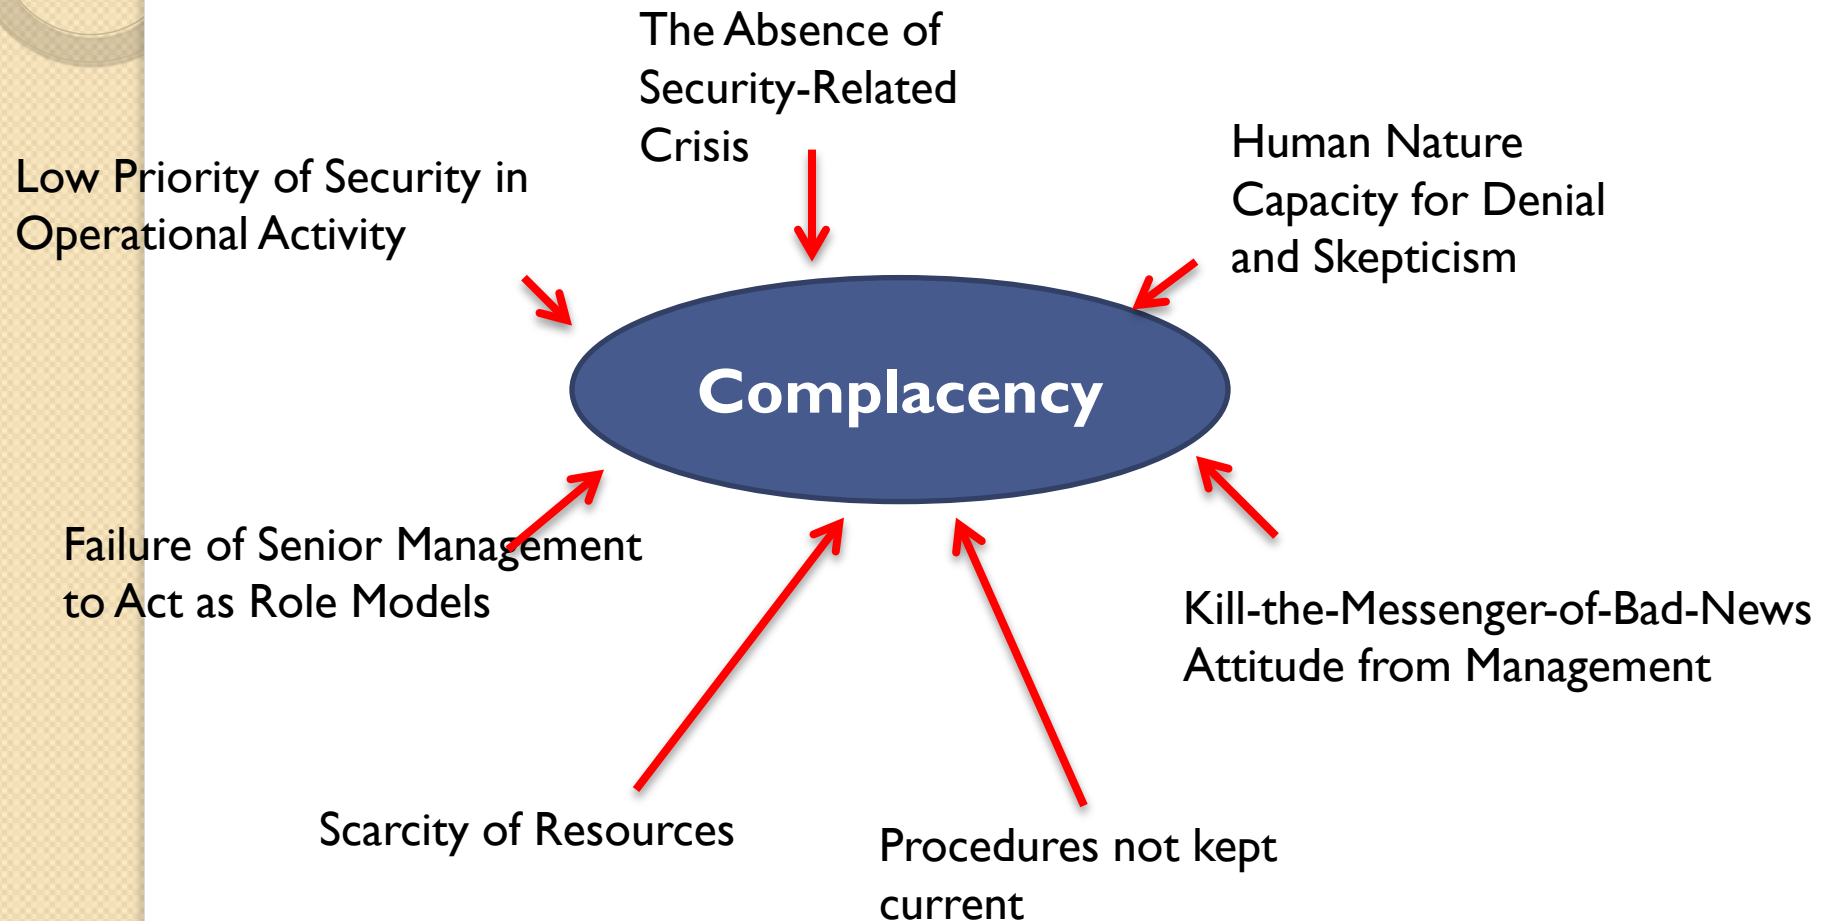 The Absence of
Security-Related
Crisis
Human Nature
Capacity for Denial
and Skepticism
Low Priority of Security in
Operational Activity
Complacency
Failure of Senior Management
to Act as Role Models
Kill-the-Messenger-of-Bad-News
Attitude from Management
Scarcity of Resources
Procedures not kept
current